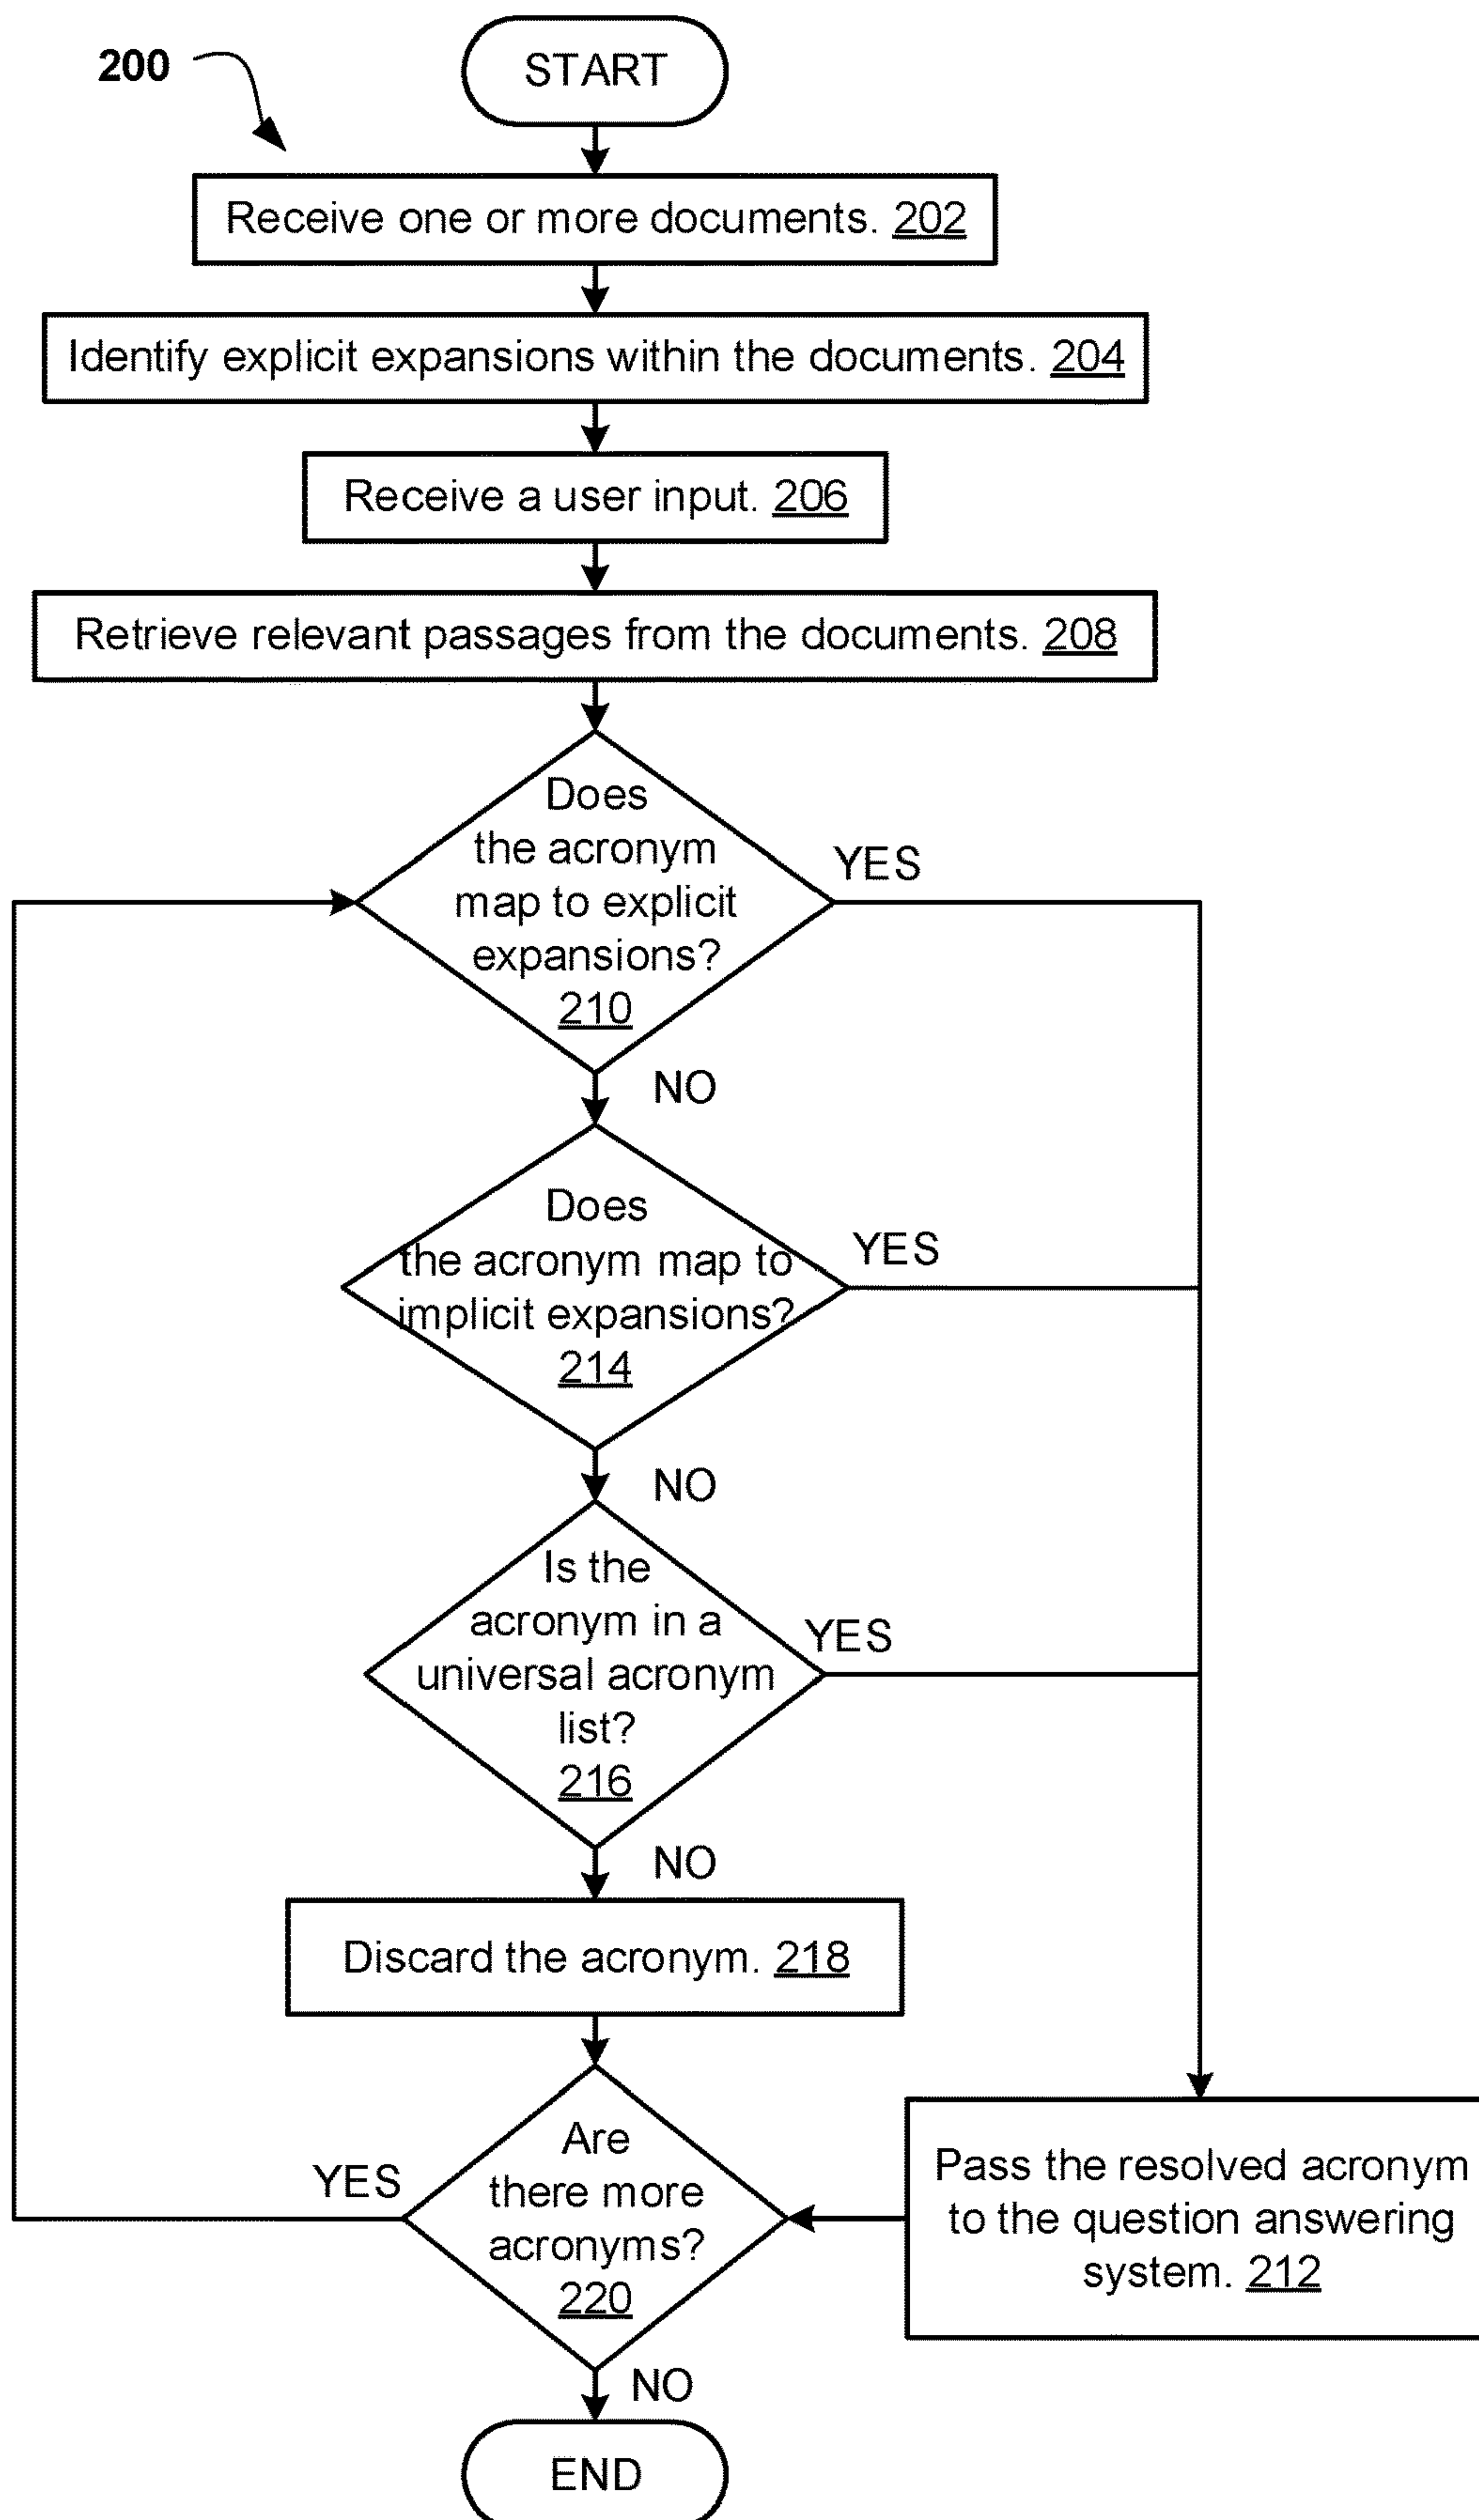 200
START
Receive one or more documents. 202
Identify explicit expansions within the documents. 204
Receive a user input. 206
Retrieve relevant passages from the documents. 208
Does
the acronym
map to explicit
expansions?
210
YES
NO
Does
the acronym map to
implicit expansions?
214
YES
NO
Is the
acronym in a
universal acronym
list?
216
YES
NO
Discard the acronym. 218
Are
there more
acronyms?
220
YES
Pass the resolved acronym
to the question answering
system. 212
NO
END